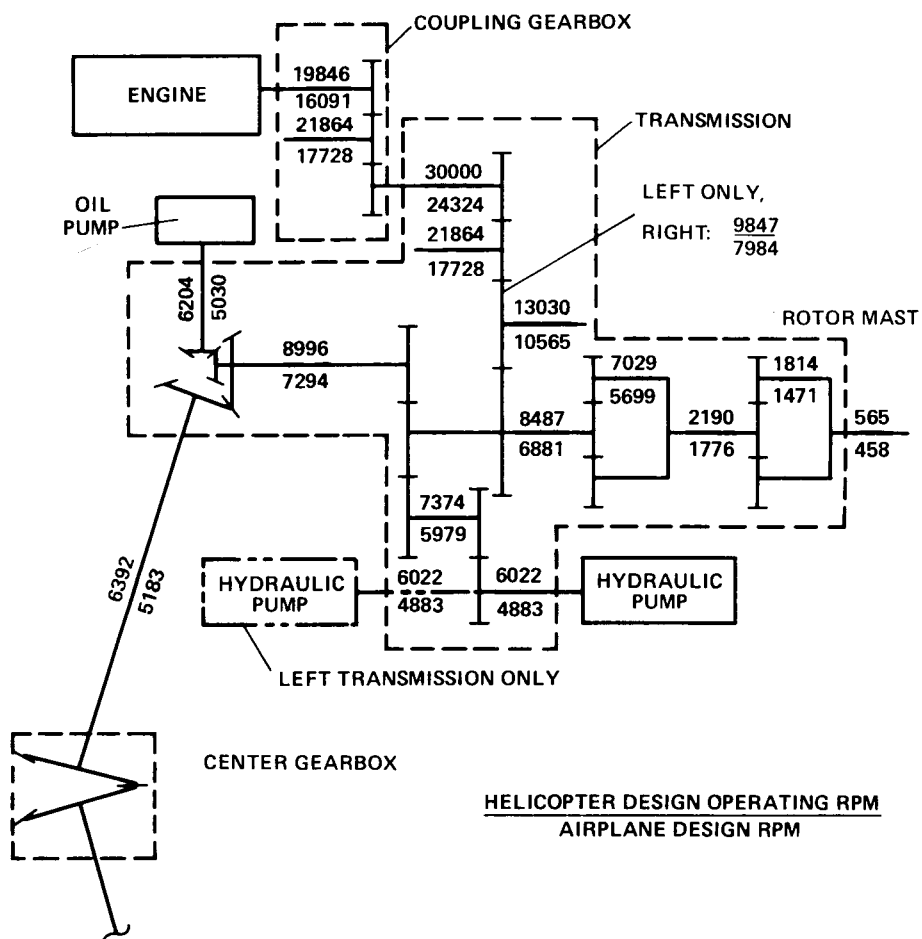 COUPLING GEARBOX
ENGINE
19846
16091
21864
17728
TRANSMISSION
30000
24324
LEFT ONLY,
RIGHT: 9847
7984
OIL
PUMP
21864
17728
6204
5030
13030
10565
ROTOR MAST
8996
7294
7029
5699
1814
1471
8487
6881
2190
1776
565
458
7374
5979
HYDRAULIC
PUMP
6022
4883
6022
4883
HYDRAULIC
PUMP
6392
5183
LEFT TRANSMISSION ONLY
CENTER GEARBOX
HELICOPTER DESIGN OPERATING RPM
AIRPLANE DESIGN RPM